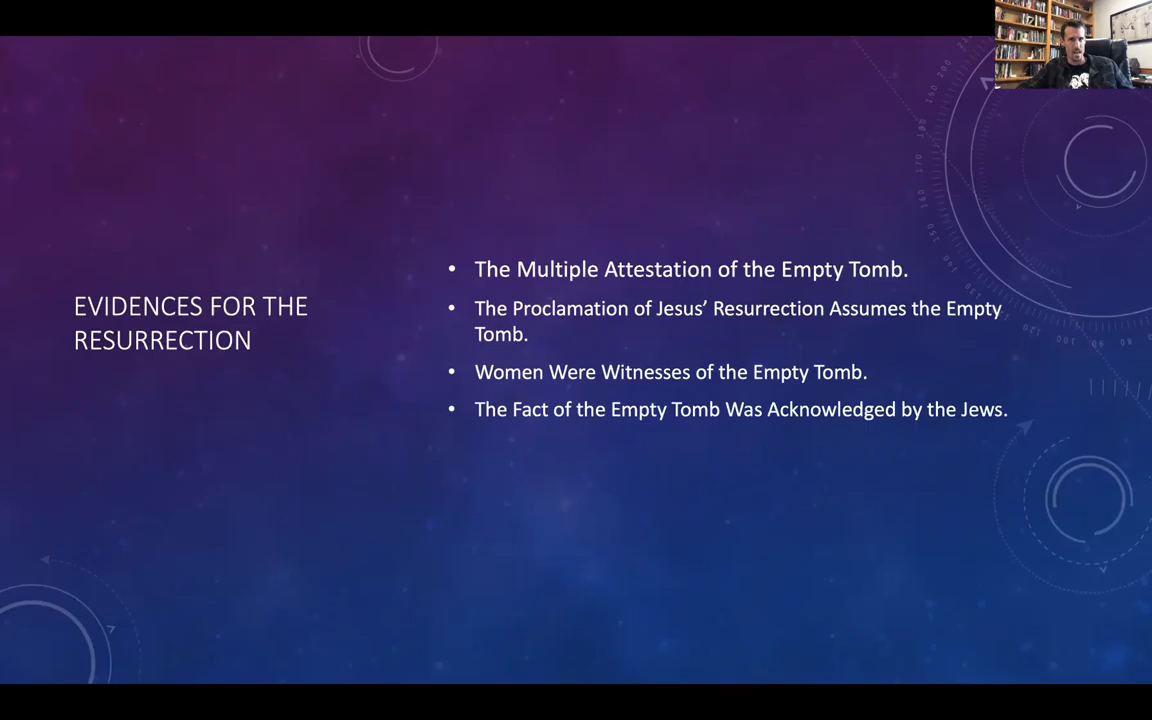 EVIDENCES FOR THE
RESURRECTION
• The Multiple Attestation of the Empty Tomb.
• The Proclamation of Jesus’ Resurrection Assumes the Empty
Tomb.
• Women Were Witnesses of the Empty Tomb.
• The Fact of the Empty Tomb Was Acknowledged by the Jews.